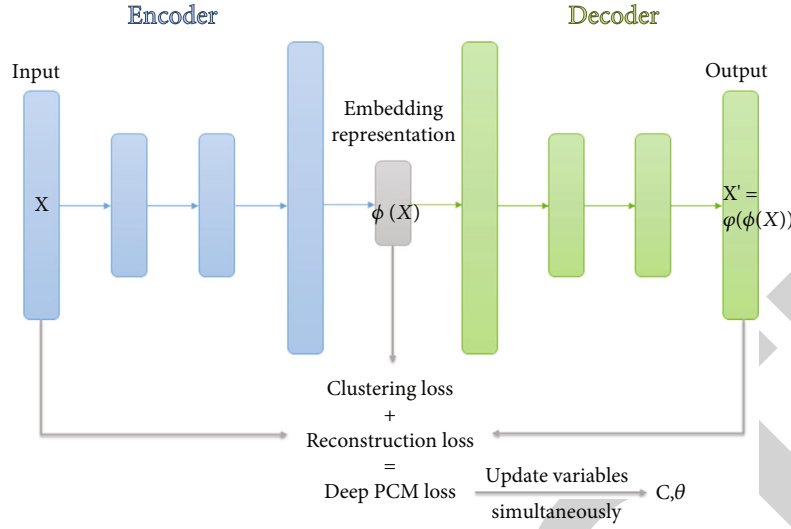 Encoder
Decoder
Input
Output
Embedding
representation
X
ϕ (X)
X' =
φ(ϕ(X))
Clustering loss
+
Reconstruction loss
=
Deep PCM loss
Update variables
simultaneously
C,θ